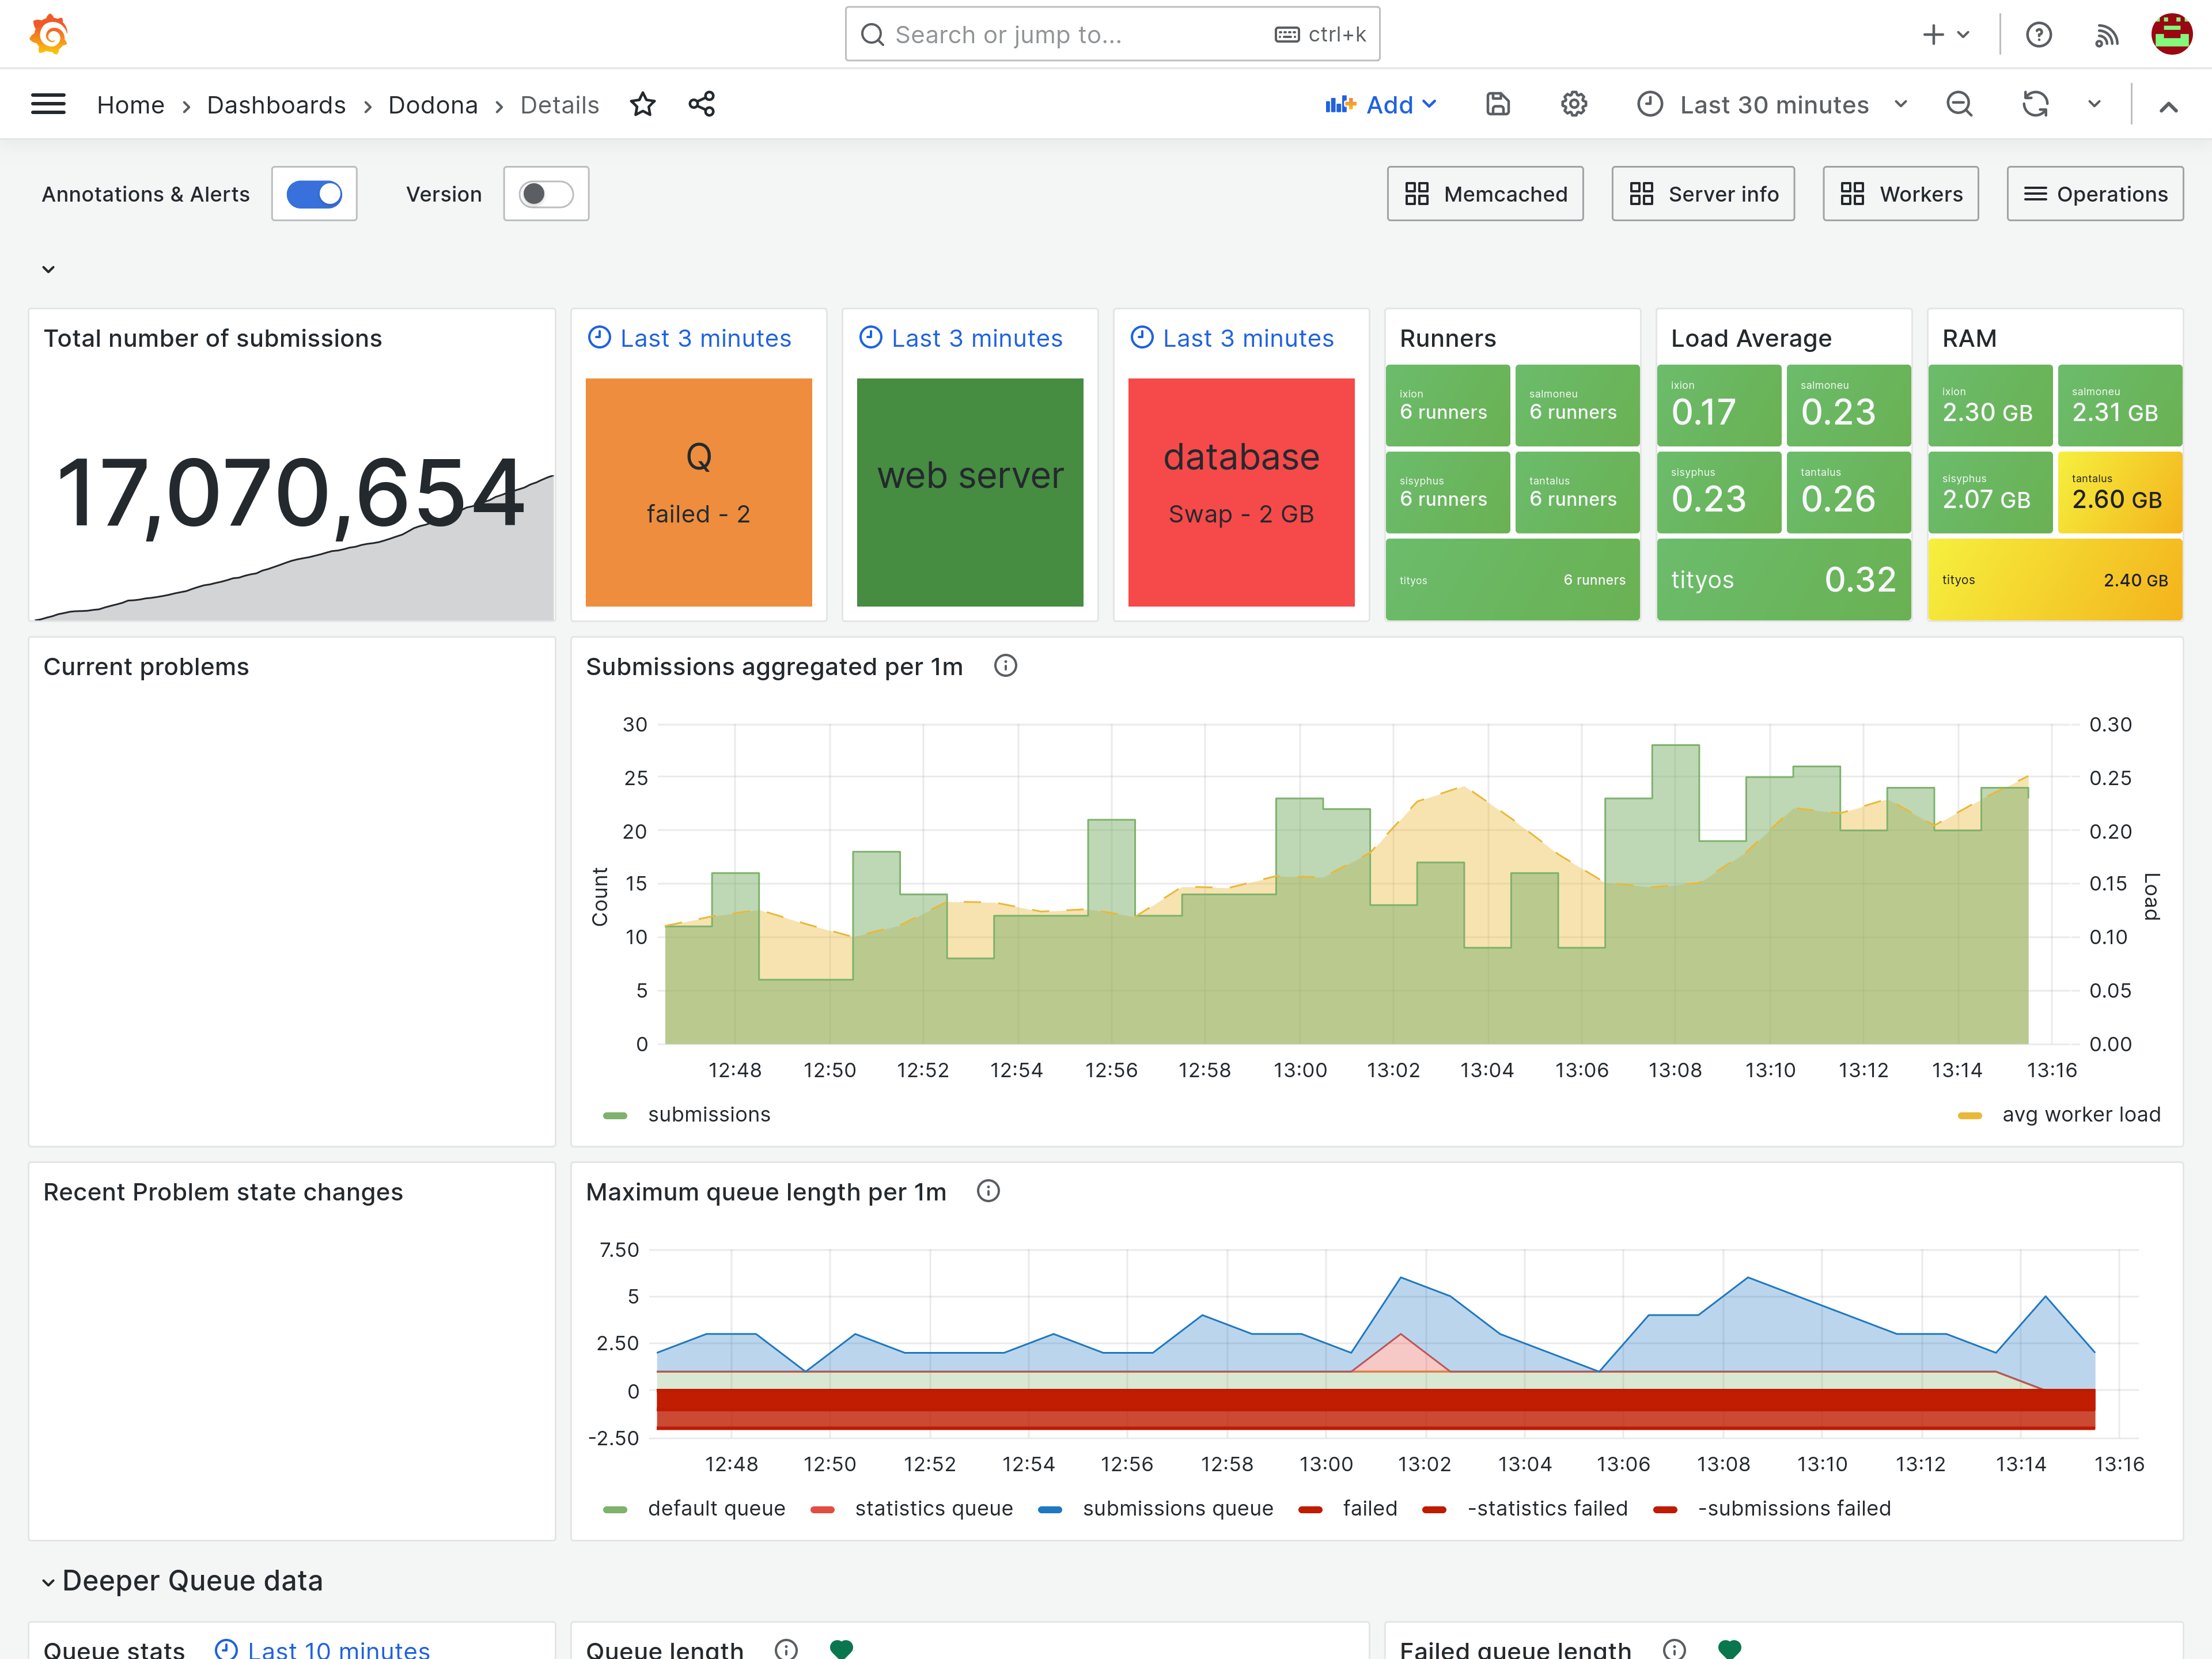 Search or jump to... ctrl+k
Home › Dashboards › Dodona › Details Add Last 30 minutes
Annotations & Alerts Version Memcached Server info Workers Operations
Total number of submissions
17,070,654
Last 3 minutes
Q
failed - 2
Last 3 minutes
web server
Last 3 minutes
database
Swap - 2 GB
Runners
ixion
6 runners
salmoneu
6 runners
sisyphus
6 runners
tantalus
6 runners
tityos 6 runners
Load Average
ixion
0.17
salmoneu
0.23
sisyphus
0.23
tantalus
0.26
tityos 0.32
RAM
ixion
2.30 GB
salmoneu
2.31 GB
sisyphus
2.07 GB
tantalus
2.60 GB
tityos 2.40 GB
Current problems
Submissions aggregated per 1m
30 0.30
25 0.25
20 0.20
15 0.15
10 0.10
5 0.05
0 0.00
Count
Load
12:48 12:50 12:52 12:54 12:56 12:58 13:00 13:02 13:04 13:06 13:08 13:10 13:12 13:14 13:16
submissions avg worker load
Recent Problem state changes
Maximum queue length per 1m
7.50
5
2.50
0
-2.50
12:48 12:50 12:52 12:54 12:56 12:58 13:00 13:02 13:04 13:06 13:08 13:10 13:12 13:14 13:16
default queue statistics queue submissions queue failed -statistics failed -submissions failed
Deeper Queue data
Queue stats Last 10 minutes
Queue length
Failed queue length